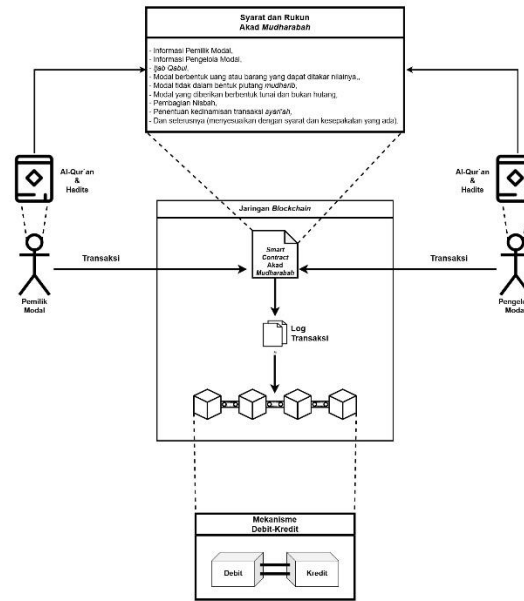 Syarat dan Rukun
Akad Mudharabah
- Informasi Pemilik Modal,
- Informasi Pengelola Modal,
- Ijab Qabul,
- Modal berbentuk uang atau barang yang dapat ditakar nilainya.,
- Modal tidak dalam bentuk piutang mudharib,
- Modal yang diberikan berbentuk tunai dan bukan hutang,
- Pembagian Nisbah,
- Penentuan kedinamisan transaksi
- Dan seterusnya (menyesuaikan dengan syarat dan kesepakatan yang ada).
Al-Qur`an
&
Hadits
Al-Qur`an
&
Hadits
Jaringan Blockchain
Smart
Contract
Akad
Mudharabah
Transaksi
Transaksi
Pemilik
Modal
Pengelola
Modal
Log
Transaksi
Mekanisme
Debit-Kredit
Debit
Kredit